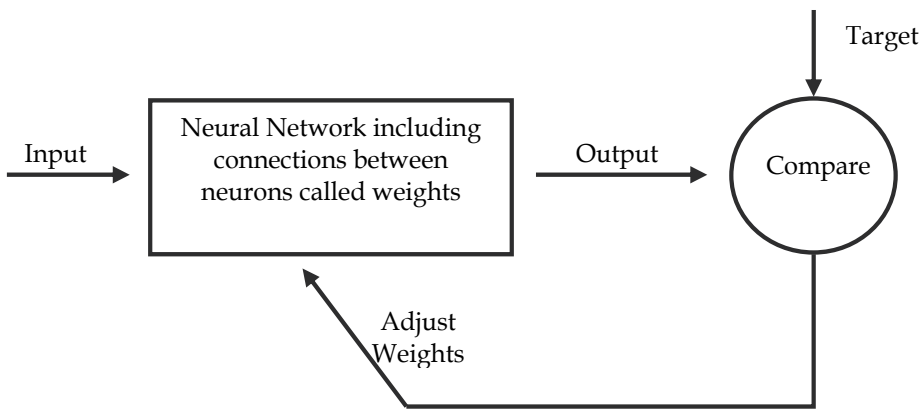 Target
Neural Network including
connections between
neurons called weights
Input
Output
Compare
Adjust
Weights